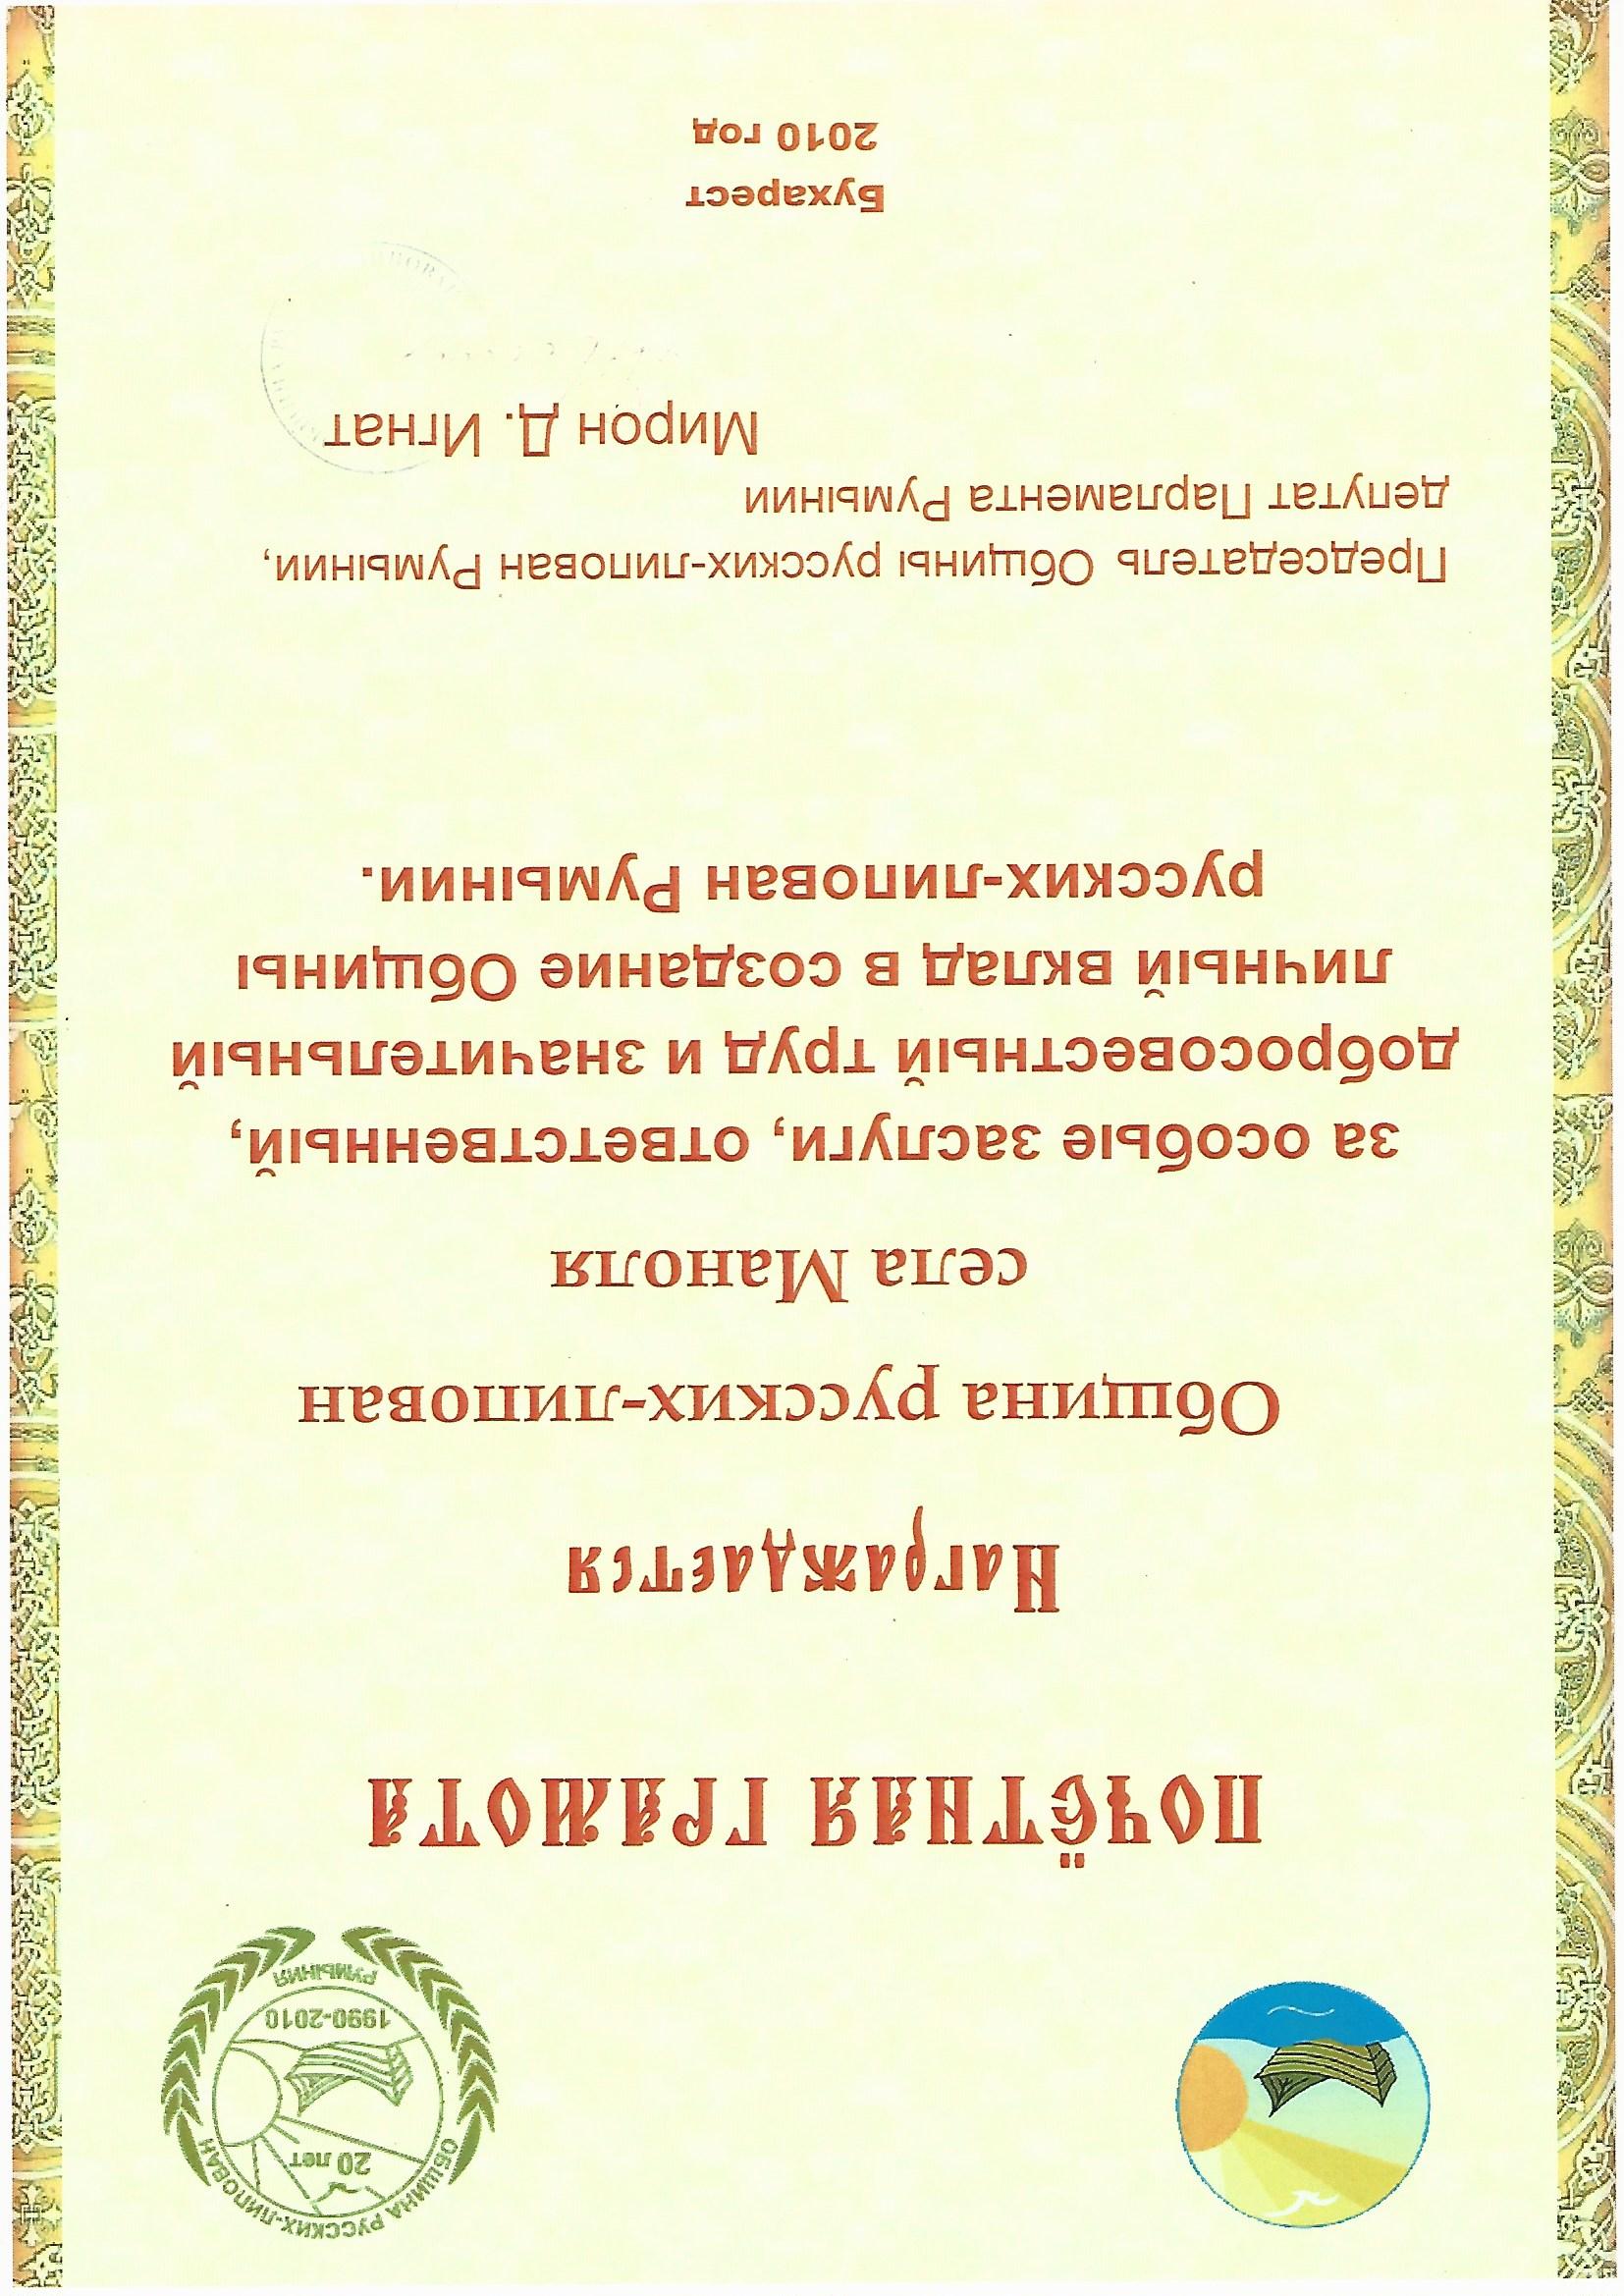 ОБЩИНА РУССКИХ-ЛИПОВАН
20 лет
1990-2010
РУМЫНИЯ
ПОЧЁТНАЯ ГРАМОТА
Награждается
Община русских-липован
села Маноля
за особые заслуги, ответственный,
добросовестный труд и значительный
личный вклад в создание Общины
русских-липован Румынии.
Председатель Общины русских-липован Румынии,
депутат Парламента Румынии
Мирон Д. Игнат
Бухарест
2010 год